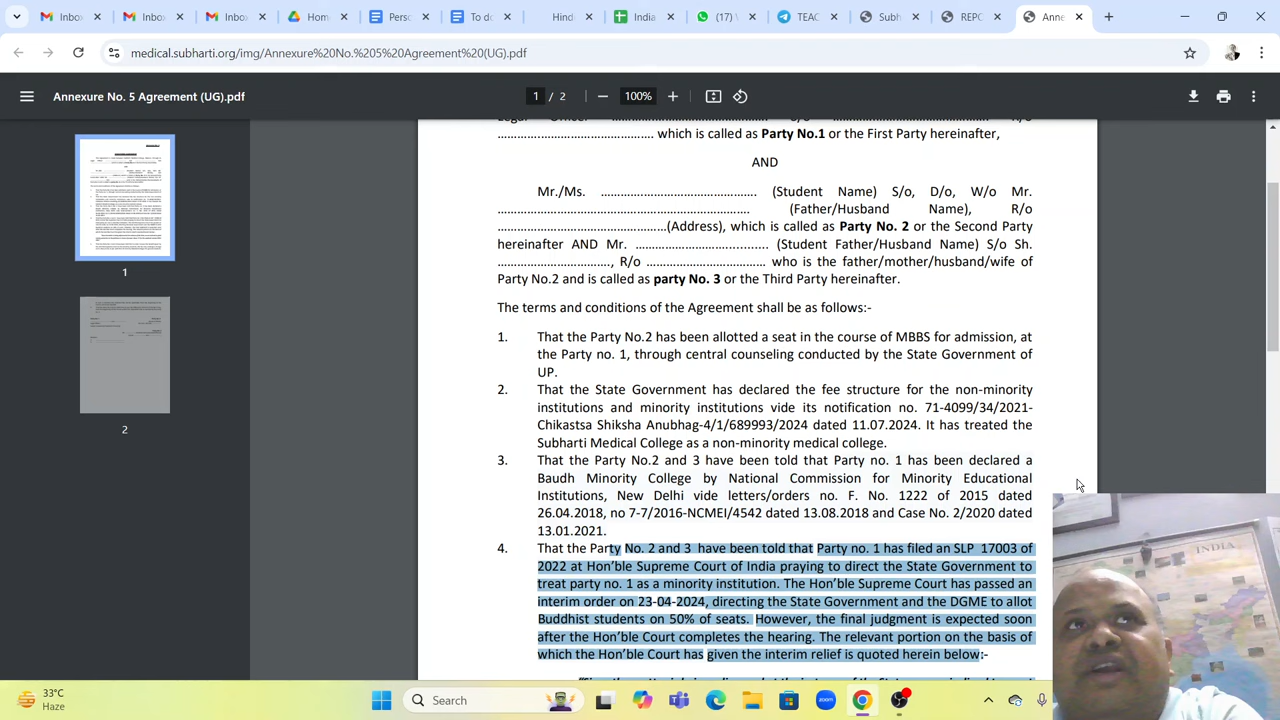 Inbox
Inbox
Inbox
Home
Perso
To do
Hind
India
(17)
TEAC
Subh
REPC
Anne
medical.subharti.org/img/Annexure%20No.%205%20Agreement%20(UG).pdf
Annexure No. 5 Agreement (UG).pdf
1 / 2
100%
1
2
……………………………………………. which is called as Party No.1 or the First Party hereinafter,
AND
Mr./Ms. …………………………………………… (Student Name) S/o, D/o, W/o Mr.
………………………………………………………… (Father/Husband Name), R/o
………………………………………………(Address), which is called as Party No. 2 or the Second Party
hereinafter AND Mr. …………………………………… (Student Father/Husband Name) S/o Sh.
………………………………, R/o ………………………………… who is the father/mother/husband/wife of
Party No.2 and is called as party No. 3 or the Third Party hereinafter.
The terms and conditions of the Agreement shall be as follows:-
1. That the Party No.2 has been allotted a seat in the course of MBBS for admission, at
the Party no. 1, through central counseling conducted by the State Government of
UP.
2. That the State Government has declared the fee structure for the non-minority
institutions and minority institutions vide its notification no. 71-4099/34/2021-
Chikastsa Shiksha Anubhag-4/1/689993/2024 dated 11.07.2024. It has treated the
Subharti Medical College as a non-minority medical college.
3. That the Party No.2 and 3 have been told that Party no. 1 has been declared a
Baudh Minority College by National Commission for Minority Educational
Institutions, New Delhi vide letters/orders no. F. No. 1222 of 2015 dated
26.04.2018, no 7-7/2016-NCMEI/4542 dated 13.08.2018 and Case No. 2/2020 dated
13.01.2021.
4. That the Party No. 2 and 3 have been told that Party no. 1 has filed an SLP 17003 of
2022 at Hon’ble Supreme Court of India praying to direct the State Government to
treat party no. 1 as a minority institution. The Hon’ble Supreme Court has passed an
interim order on 23-04-2024, directing the State Government and the DGME to allot
Buddhist students on 50% of seats. However, the final judgment is expected soon
after the Hon’ble Court completes the hearing. The relevant portion on the basis of
which the Hon’ble Court has given the interim relief is quoted herein below:-
INDIA
33°C
Haze
Search
zoom